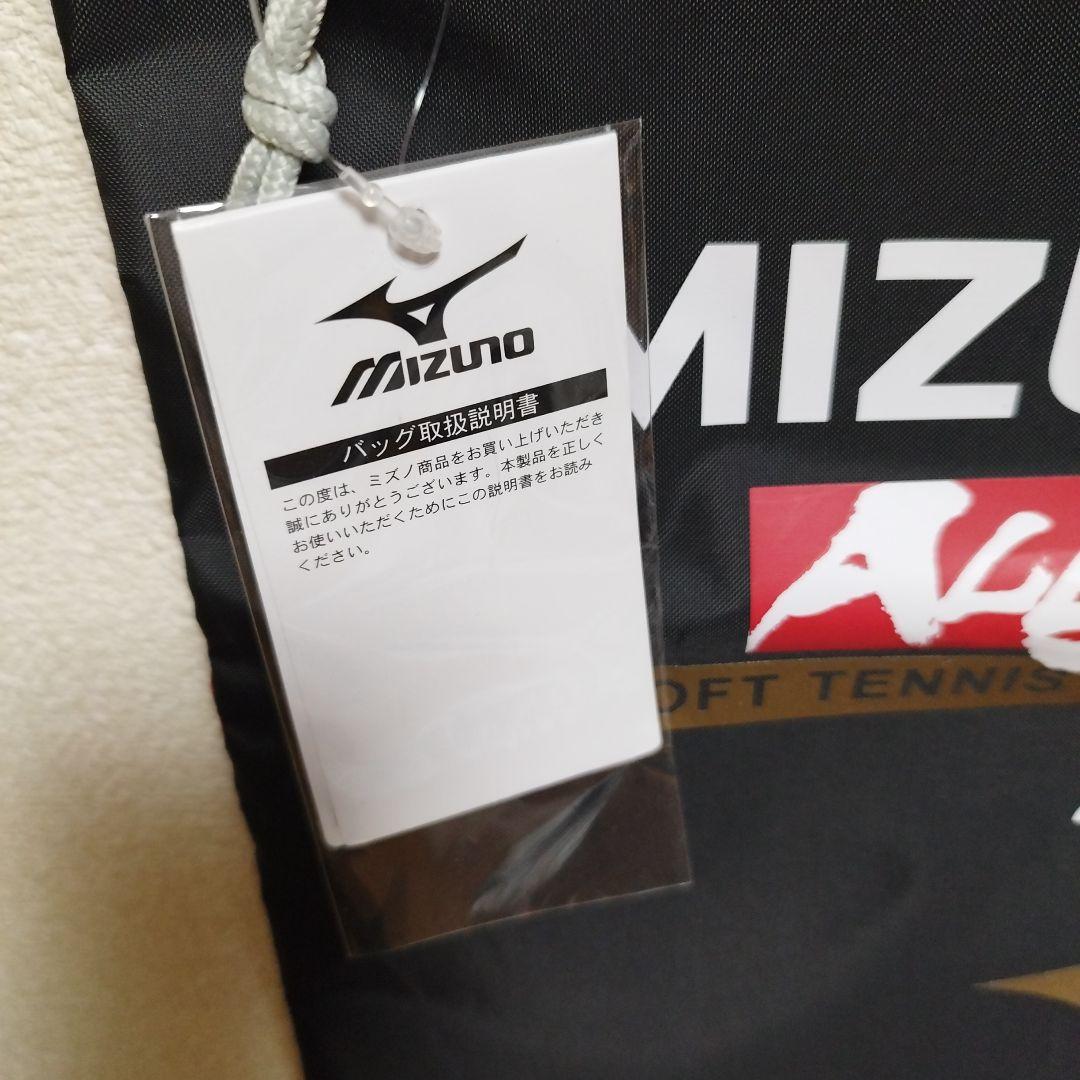 MIZUNO
バッグ取扱説明書
この度は、ミズノ商品をお買い上げいただき
誠にありがとうございます。本製品を正しく
お使いいただくためにこの説明書をお読み
ください。
MIZU
AL
OFT TENNIS